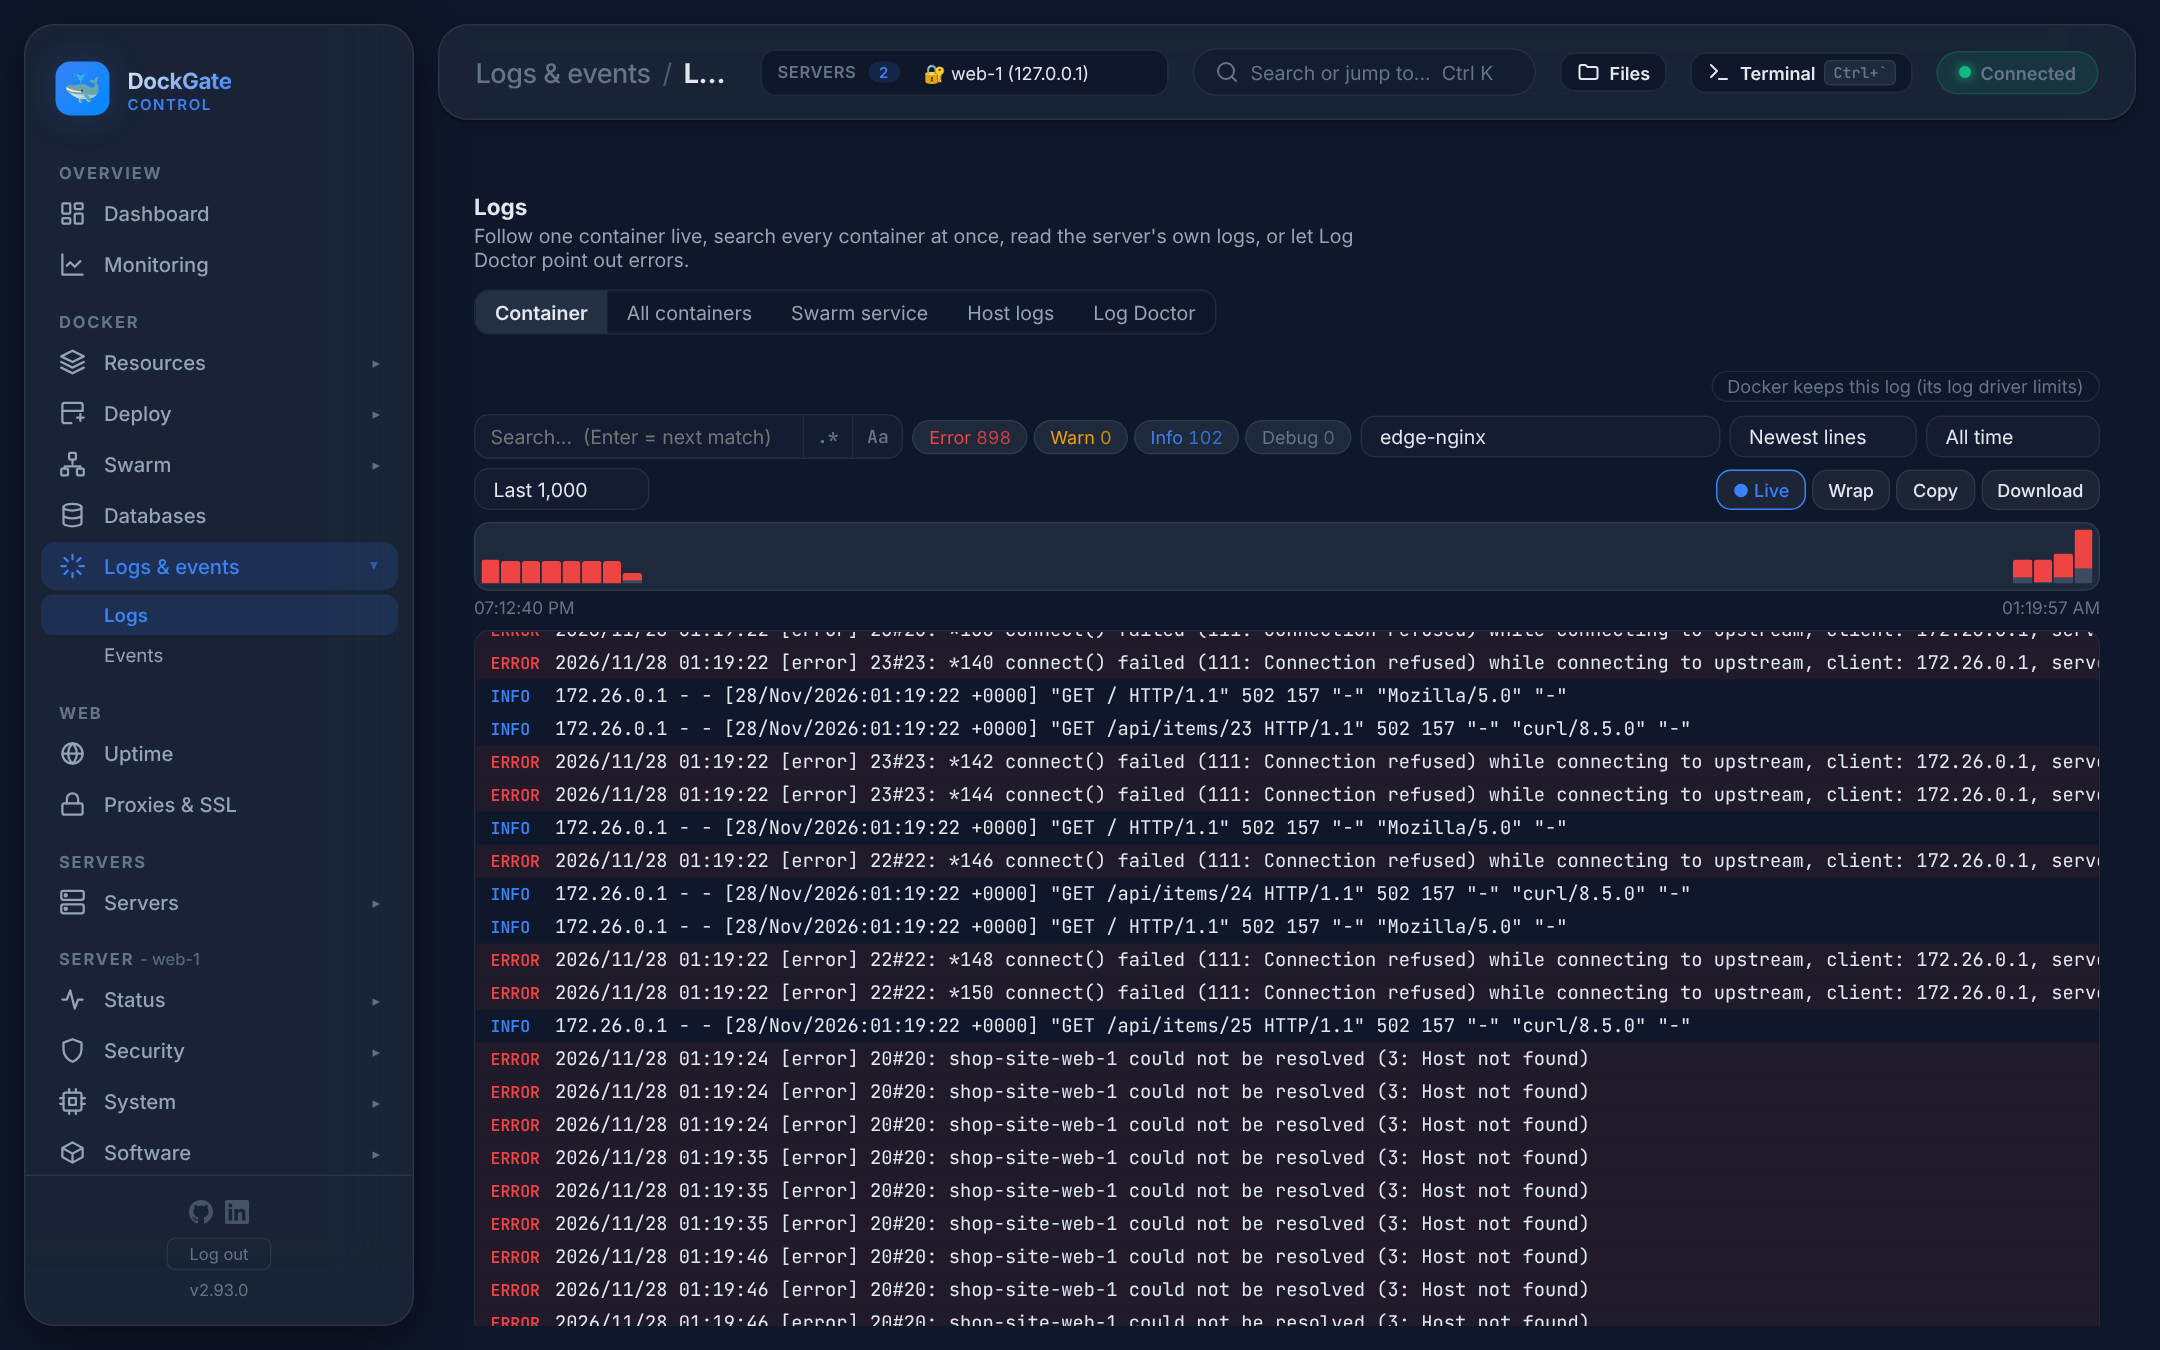 DockGate
CONTROL
OVERVIEW
Dashboard
Monitoring
DOCKER
Resources
Deploy
Swarm
Databases
Logs & events
Logs
Events
WEB
Uptime
Proxies & SSL
SERVERS
Servers
SERVER - web-1
Status
Security
System
Software
Log out
v2.93.0
Logs & events / L...
SERVERS 2 web-1 (127.0.0.1)
Search or jump to... Ctrl K
Files
Terminal Ctrl+`
Connected
Logs
Follow one container live, search every container at once, read the server's own logs, or let Log
Doctor point out errors.
Container All containers Swarm service Host logs Log Doctor
Docker keeps this log (its log driver limits)
Search... (Enter = next match) .* Aa Error 898 Warn 0 Info 102 Debug 0 edge-nginx Newest lines All time
Last 1,000 Live Wrap Copy Download
07:12:40 PM 01:19:57 AM
ERROR 2026/11/28 01:19:22 [error] 23#23: *140 connect() failed (111: Connection refused) while connecting to upstream, client: 172.26.0.1, serv
INFO 172.26.0.1 - - [28/Nov/2026:01:19:22 +0000] "GET / HTTP/1.1" 502 157 "-" "Mozilla/5.0" "-"
INFO 172.26.0.1 - - [28/Nov/2026:01:19:22 +0000] "GET /api/items/23 HTTP/1.1" 502 157 "-" "curl/8.5.0" "-"
ERROR 2026/11/28 01:19:22 [error] 23#23: *142 connect() failed (111: Connection refused) while connecting to upstream, client: 172.26.0.1, serv
ERROR 2026/11/28 01:19:22 [error] 23#23: *144 connect() failed (111: Connection refused) while connecting to upstream, client: 172.26.0.1, serv
INFO 172.26.0.1 - - [28/Nov/2026:01:19:22 +0000] "GET / HTTP/1.1" 502 157 "-" "Mozilla/5.0" "-"
ERROR 2026/11/28 01:19:22 [error] 22#22: *146 connect() failed (111: Connection refused) while connecting to upstream, client: 172.26.0.1, serv
INFO 172.26.0.1 - - [28/Nov/2026:01:19:22 +0000] "GET /api/items/24 HTTP/1.1" 502 157 "-" "curl/8.5.0" "-"
INFO 172.26.0.1 - - [28/Nov/2026:01:19:22 +0000] "GET / HTTP/1.1" 502 157 "-" "Mozilla/5.0" "-"
ERROR 2026/11/28 01:19:22 [error] 22#22: *148 connect() failed (111: Connection refused) while connecting to upstream, client: 172.26.0.1, serv
ERROR 2026/11/28 01:19:22 [error] 22#22: *150 connect() failed (111: Connection refused) while connecting to upstream, client: 172.26.0.1, serv
INFO 172.26.0.1 - - [28/Nov/2026:01:19:22 +0000] "GET /api/items/25 HTTP/1.1" 502 157 "-" "curl/8.5.0" "-"
ERROR 2026/11/28 01:19:24 [error] 20#20: shop-site-web-1 could not be resolved (3: Host not found)
ERROR 2026/11/28 01:19:24 [error] 20#20: shop-site-web-1 could not be resolved (3: Host not found)
ERROR 2026/11/28 01:19:24 [error] 20#20: shop-site-web-1 could not be resolved (3: Host not found)
ERROR 2026/11/28 01:19:35 [error] 20#20: shop-site-web-1 could not be resolved (3: Host not found)
ERROR 2026/11/28 01:19:35 [error] 20#20: shop-site-web-1 could not be resolved (3: Host not found)
ERROR 2026/11/28 01:19:35 [error] 20#20: shop-site-web-1 could not be resolved (3: Host not found)
ERROR 2026/11/28 01:19:46 [error] 20#20: shop-site-web-1 could not be resolved (3: Host not found)
ERROR 2026/11/28 01:19:46 [error] 20#20: shop-site-web-1 could not be resolved (3: Host not found)
ERROR 2026/11/28 01:19:46 [error] 20#20: shop-site-web-1 could not be resolved (3: Host not found)